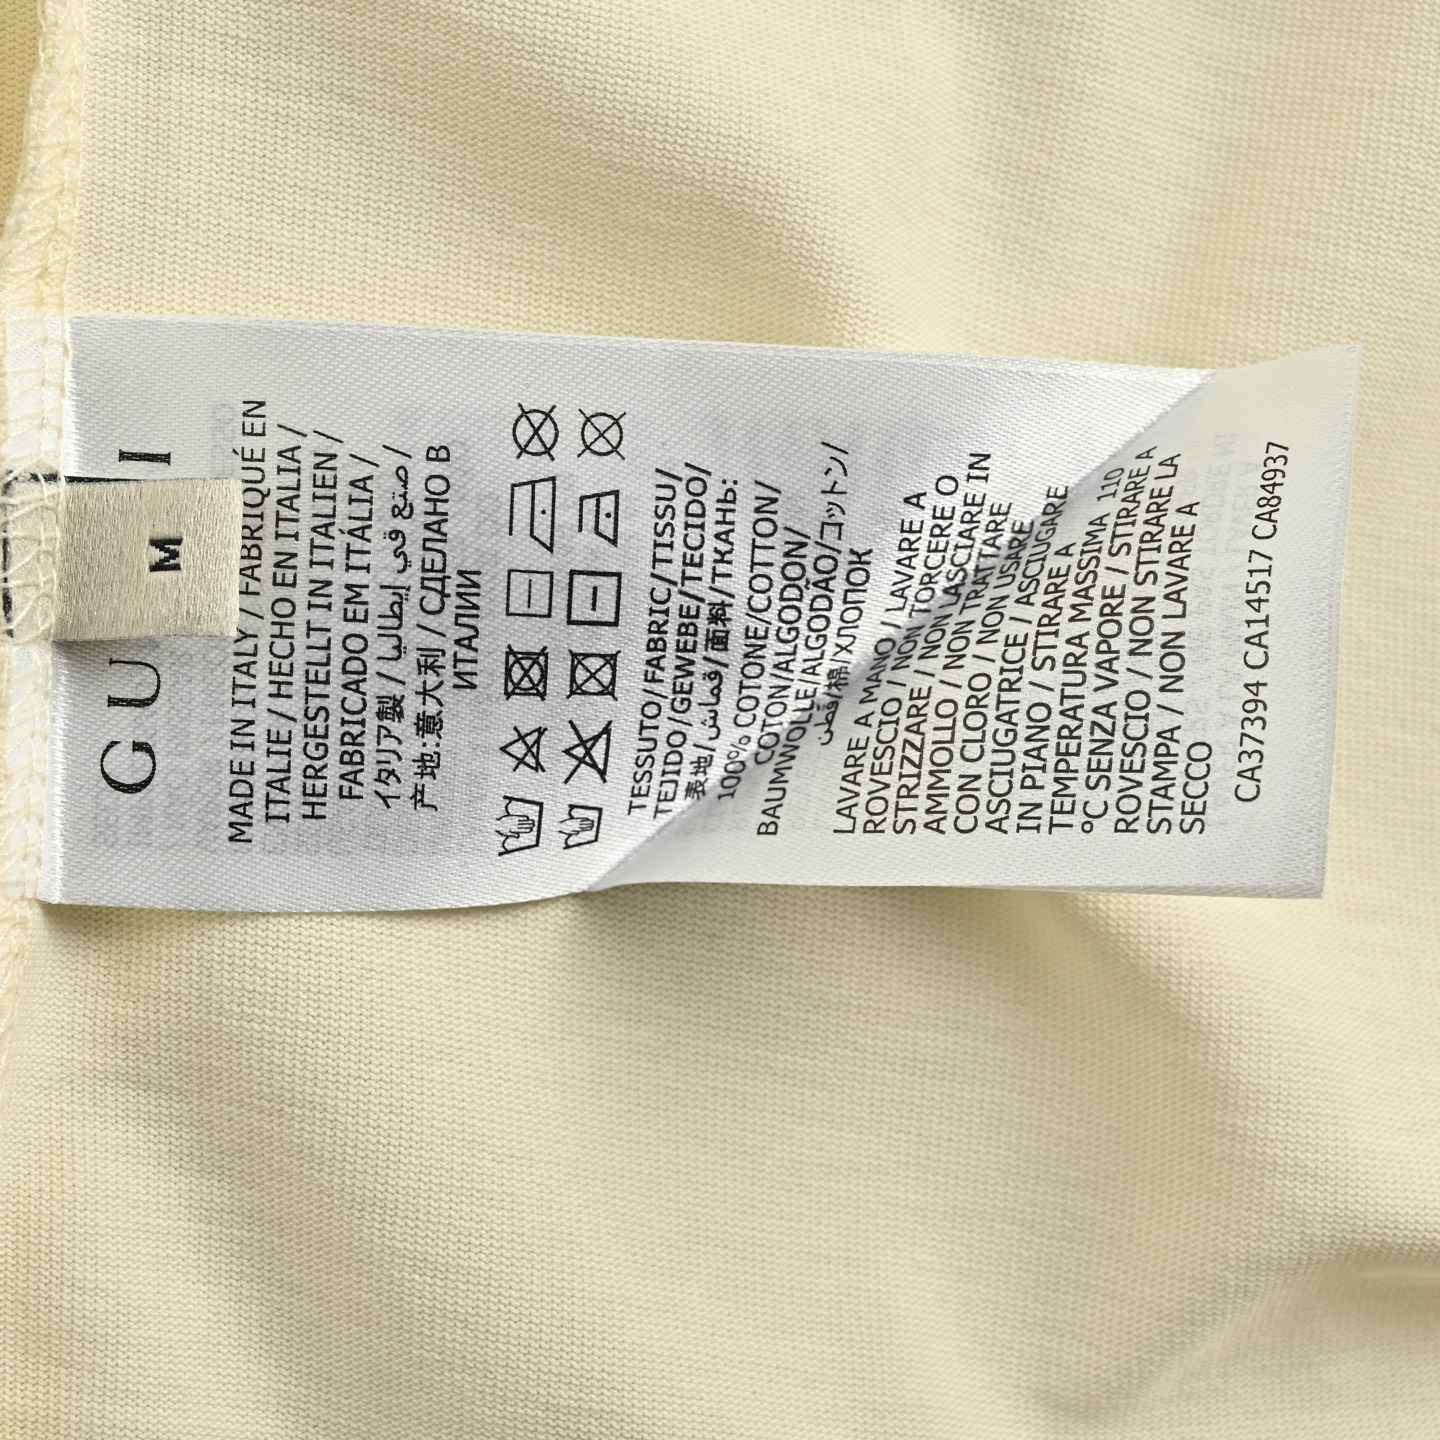 GU I
M
MADE IN ITALY / FABRIQUÉ EN
ITALIE / HECHO EN ITALIA /
HERGESTELLT IN ITALIEN /
FABRICADO EM ITÁLIA /
イタリア製 / صنع في إيطاليا /
产地:意大利 / СДЕЛАНО В
ИТАЛИИ
TESSUTO/FABRIC/TISSU/
TEJIDO/GEWEBE/TECIDO/
表地/قماش/面料/ТКАНЬ:
100% COTONE/COTTON/
COTON/ALGODON/
BAUMWOLLE/ALGODÃO/コットン/
قطن/棉/ХЛОПОК
LAVARE A MANO / LAVARE A
ROVESCIO / NON TORCERE O
STRIZZARE / NON LASCIARE IN
AMMOLLO / NON TRATTARE
CON CLORO / NON USARE
ASCIUGATRICE / ASCIUGARE
IN PIANO / STIRARE A
TEMPERATURA MASSIMA 110
°C SENZA VAPORE / STIRARE A
ROVESCIO / NON STIRARE LA
STAMPA / NON LAVARE A
SECCO
CA37394 CA14517 CA84937